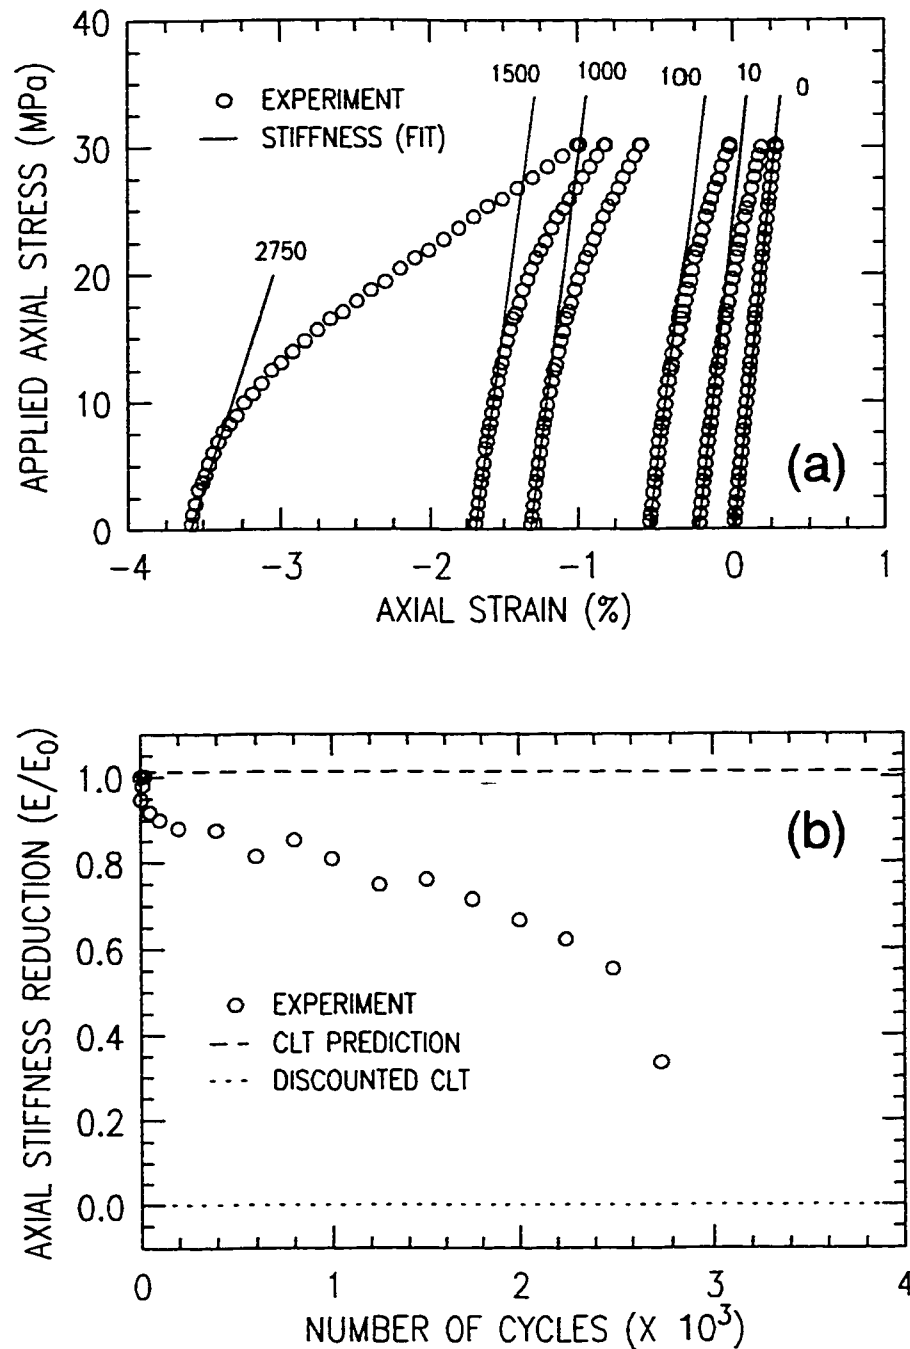 40
30
20
10
0
APPLIED AXIAL STRESS (MPa)
EXPERIMENT
STIFFNESS (FIT)
1500
1000
100
10
0
2750
(a)
-4
-3
-2
-1
0
1
AXIAL STRAIN (%)
AXIAL STIFFNESS REDUCTION (E/E₀)
1.0
0.8
0.6
0.4
0.2
0.0
(b)
EXPERIMENT
CLT PREDICTION
DISCOUNTED CLT
0
1
2
3
4
NUMBER OF CYCLES (X 10³)